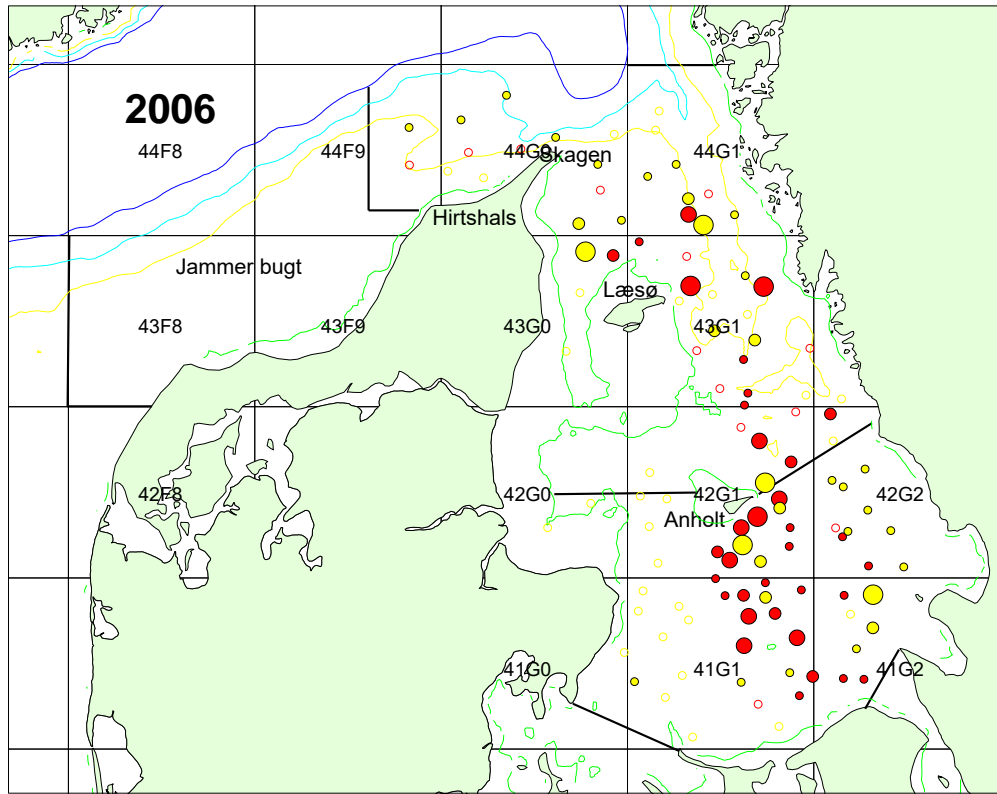 2006
44F8
44F9
44G0
Skagen
44G1
Hirtshals
Jammer bugt
Læsø
43F8
43F9
43G0
43G1
42F8
42G0
42G1
42G2
Anholt
41G0
41G1
41G2